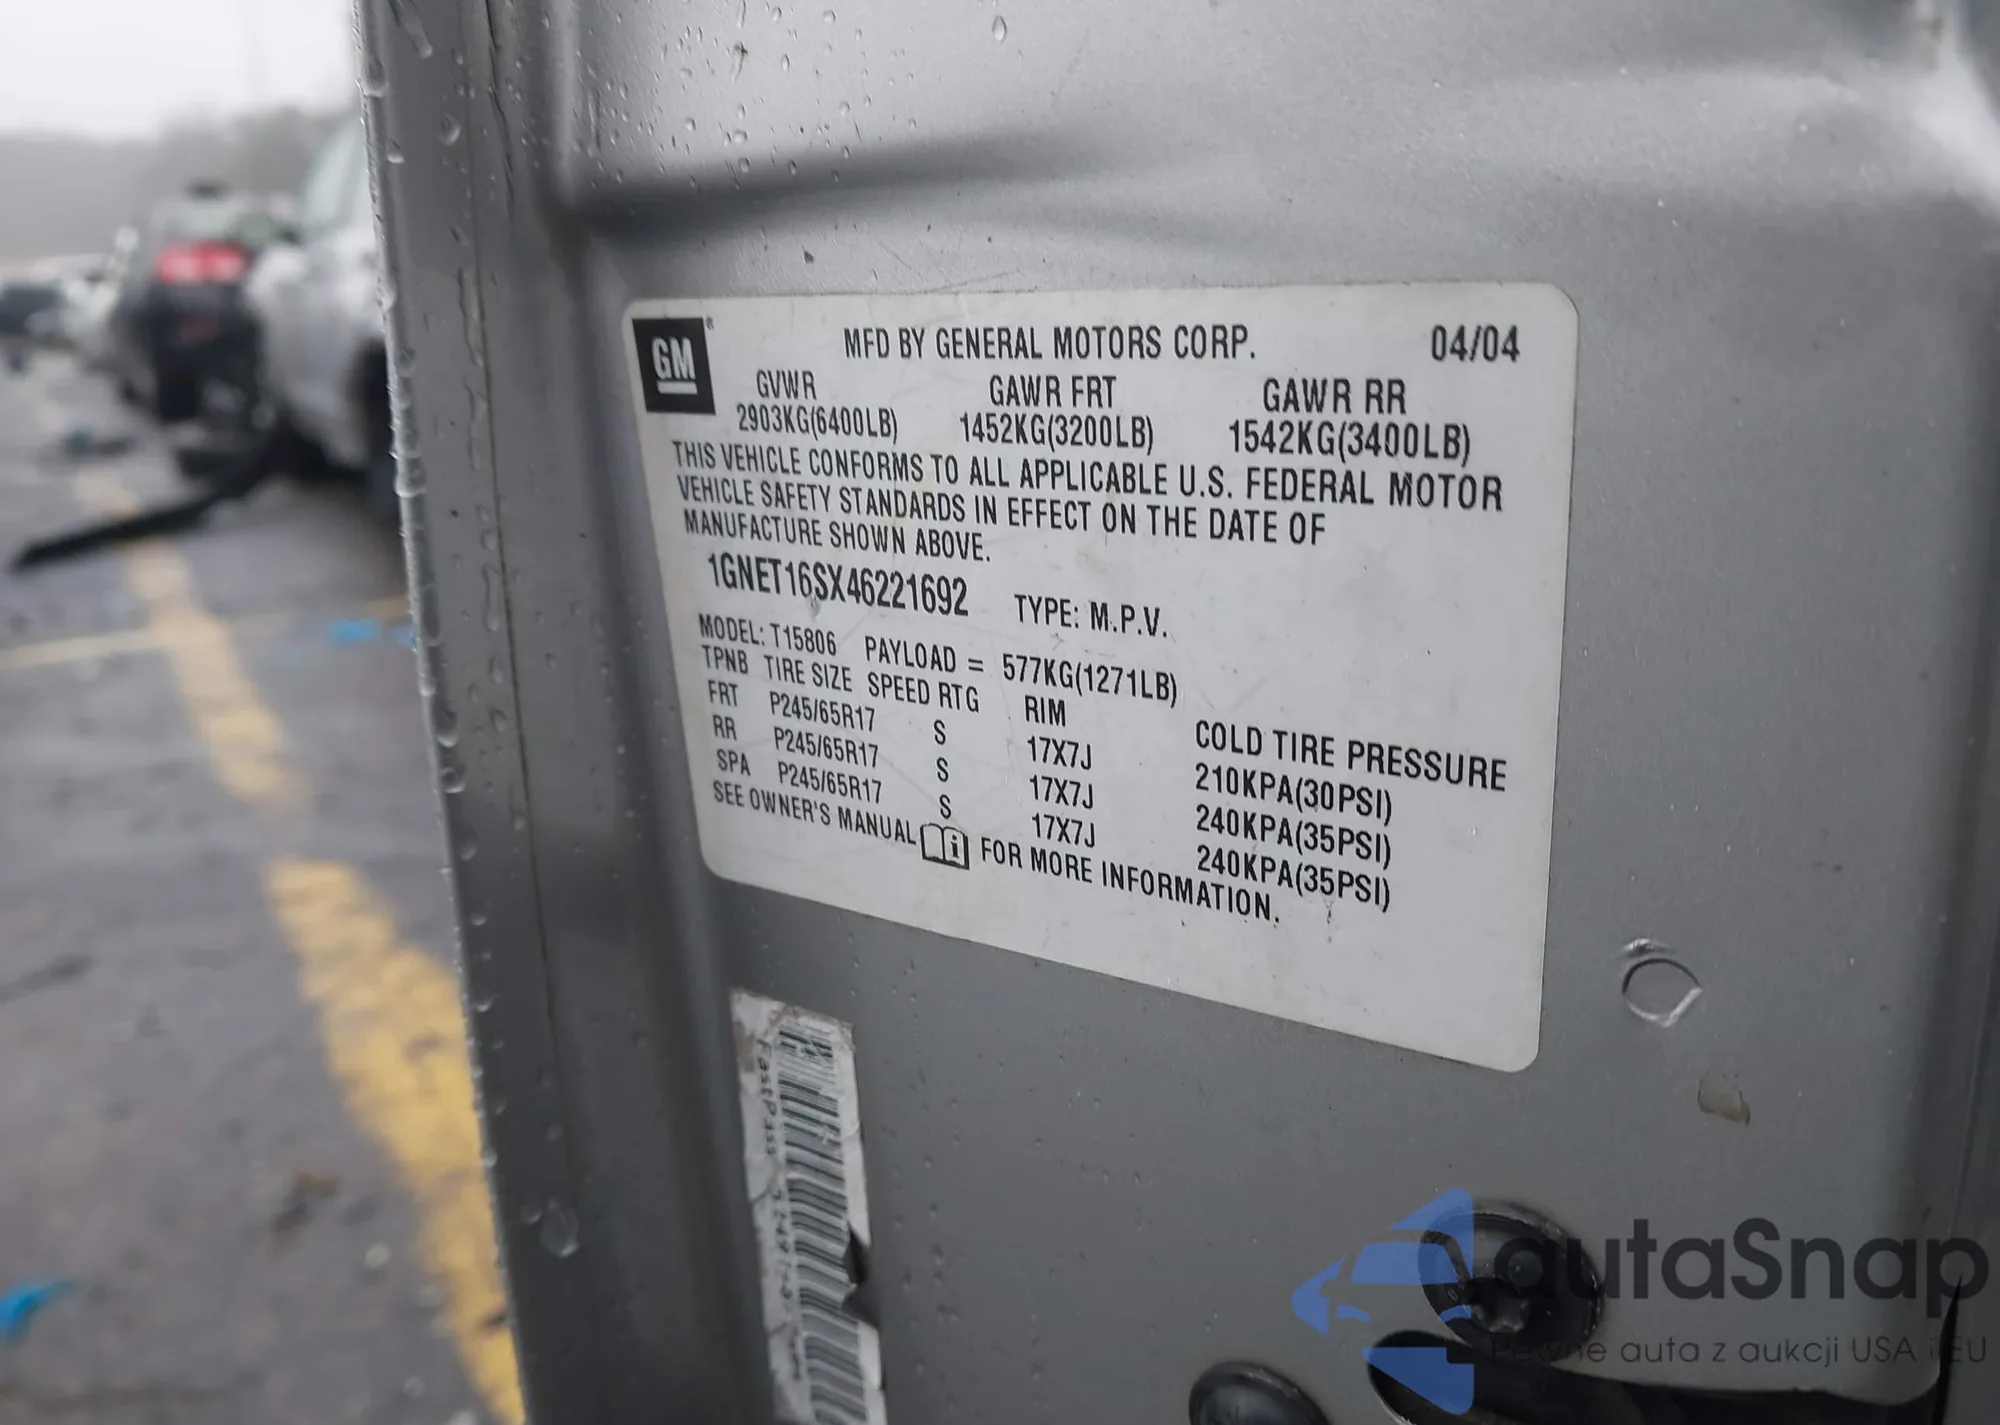 GM
MFD BY GENERAL MOTORS CORP. 04/04
GVWR GAWR FRT GAWR RR
2903KG(6400LB) 1452KG(3200LB) 1542KG(3400LB)
THIS VEHICLE CONFORMS TO ALL APPLICABLE U.S. FEDERAL MOTOR
VEHICLE SAFETY STANDARDS IN EFFECT ON THE DATE OF
MANUFACTURE SHOWN ABOVE.
1GNET16SX46221692 TYPE: M.P.V.
MODEL: T15806 PAYLOAD = 577KG(1271LB)
TPNB TIRE SIZE SPEED RTG RIM COLD TIRE PRESSURE
FRT P245/65R17 S 17X7J 210KPA(30PSI)
RR P245/65R17 S 17X7J 240KPA(35PSI)
SPA P245/65R17 S 17X7J 240KPA(35PSI)
SEE OWNER'S MANUAL FOR MORE INFORMATION.
FastPass
autaSnap
Pewne auta z aukcji USA i EU